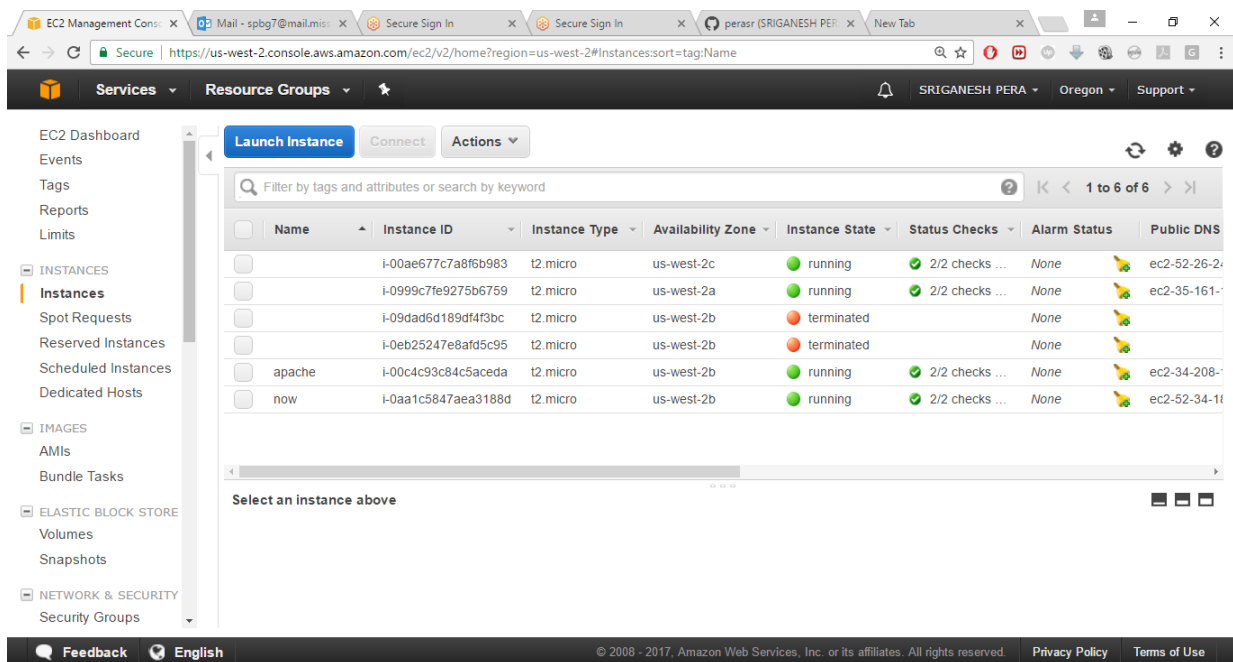 EC2 Management Consc
Mail - spbg7@mail.miss
Secure Sign In
Secure Sign In
perasr (SRIGANESH PER
New Tab
Secure https://us-west-2.console.aws.amazon.com/ec2/v2/home?region=us-west-2#Instances:sort=tag:Name
Services Resource Groups SRIGANESH PERA Oregon Support
EC2 Dashboard
Events
Tags
Reports
Limits
INSTANCES
Instances
Spot Requests
Reserved Instances
Scheduled Instances
Dedicated Hosts
IMAGES
AMIs
Bundle Tasks
ELASTIC BLOCK STORE
Volumes
Snapshots
NETWORK & SECURITY
Security Groups
Launch Instance Connect Actions
Filter by tags and attributes or search by keyword 1 to 6 of 6
Name Instance ID Instance Type Availability Zone Instance State Status Checks Alarm Status Public DNS
i-00ae677c7a8f6b983 t2.micro us-west-2c running 2/2 checks ... None ec2-52-26-24
i-0999c7fe9275b6759 t2.micro us-west-2a running 2/2 checks ... None ec2-35-161-
i-09dad6d189df4f3bc t2.micro us-west-2b terminated None
i-0eb25247e8afd5c95 t2.micro us-west-2b terminated None
apache i-00c4c93c84c5aceda t2.micro us-west-2b running 2/2 checks ... None ec2-34-208-
now i-0aa1c5847aea3188d t2.micro us-west-2b running 2/2 checks ... None ec2-52-34-18
Select an instance above
Feedback English © 2008 - 2017, Amazon Web Services, Inc. or its affiliates. All rights reserved. Privacy Policy Terms of Use